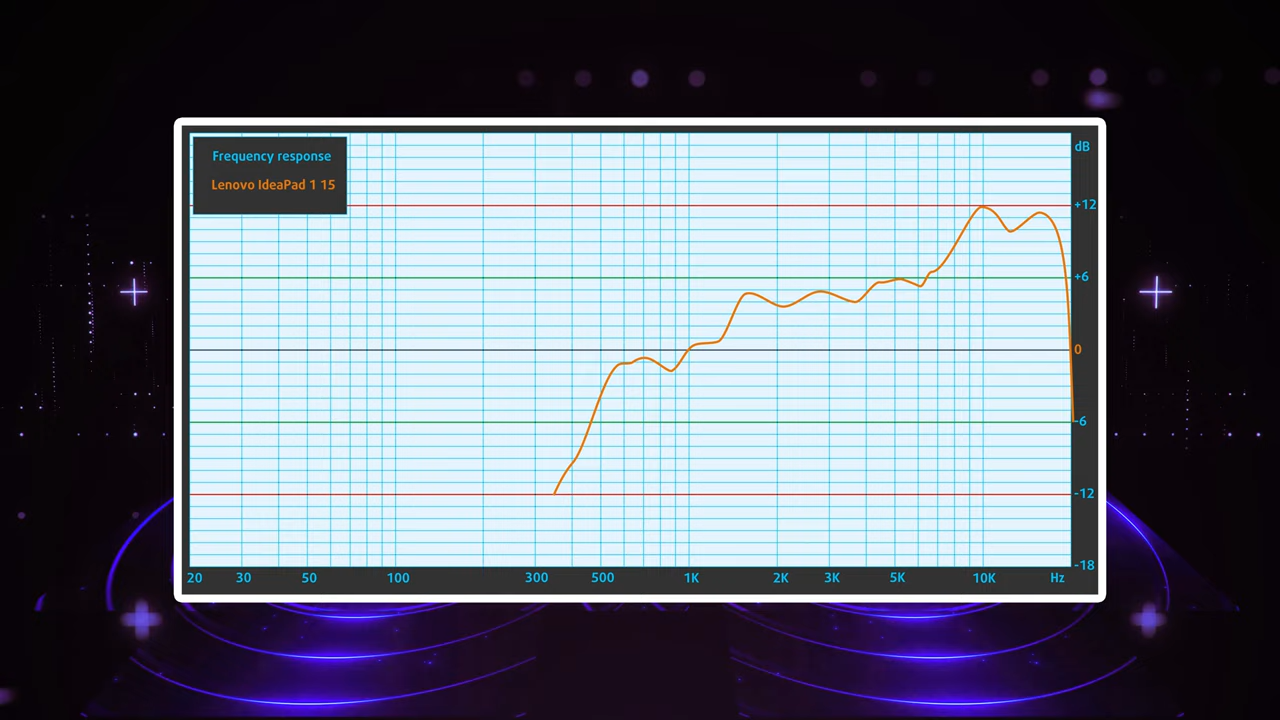 Frequency response
Lenovo IdeaPad 1 15
dB
+12
+6
0
-6
-12
-18
20 30 50 100 300 500 1K 2K 3K 5K 10K Hz